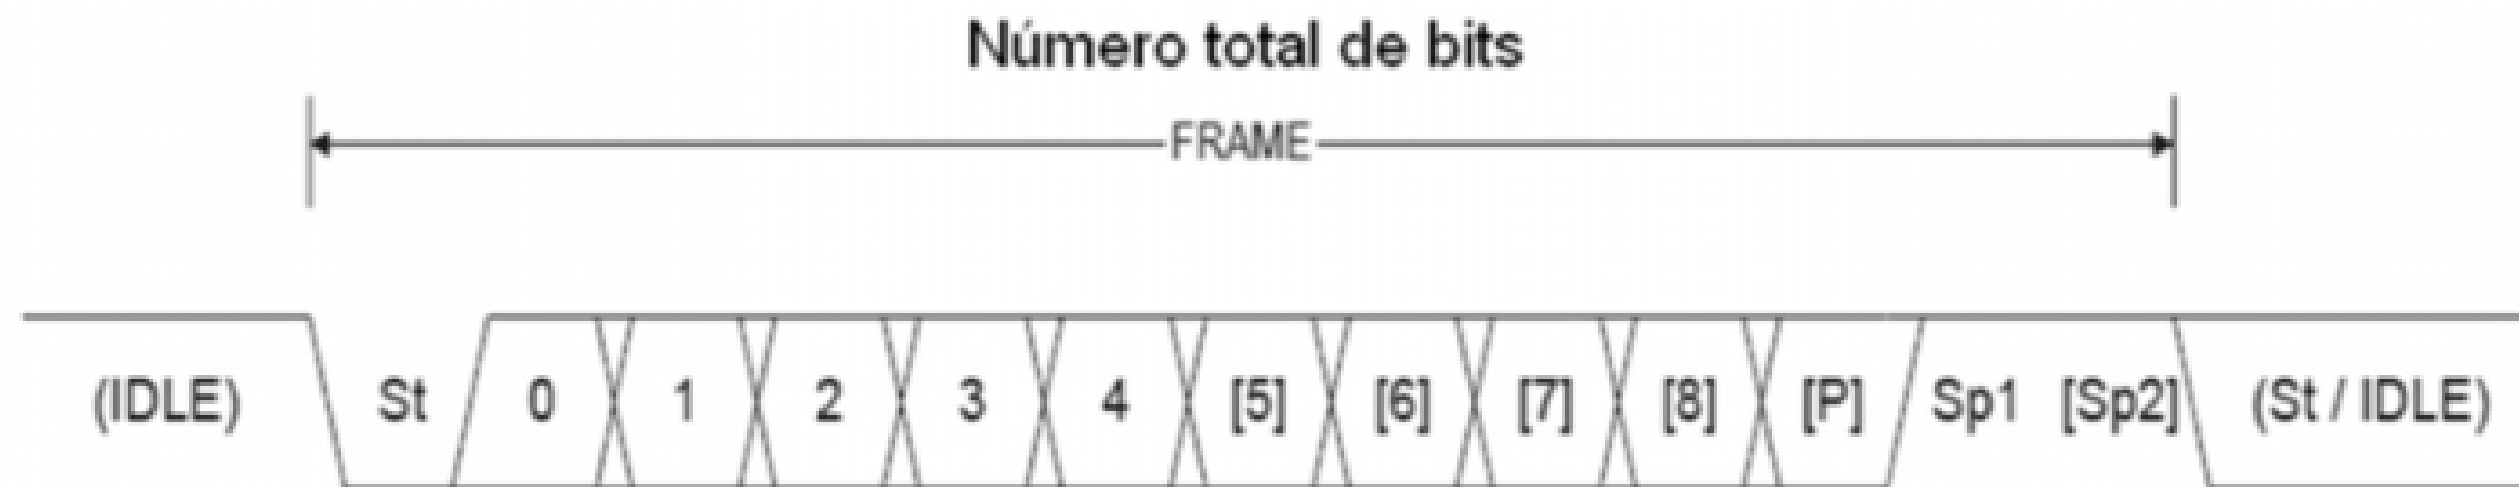 Número total de bits
FRAME
(IDLE) St 0 1 2 3 4 [5] [6] [7] [8] [P] Sp1 [Sp2] (St / IDLE)